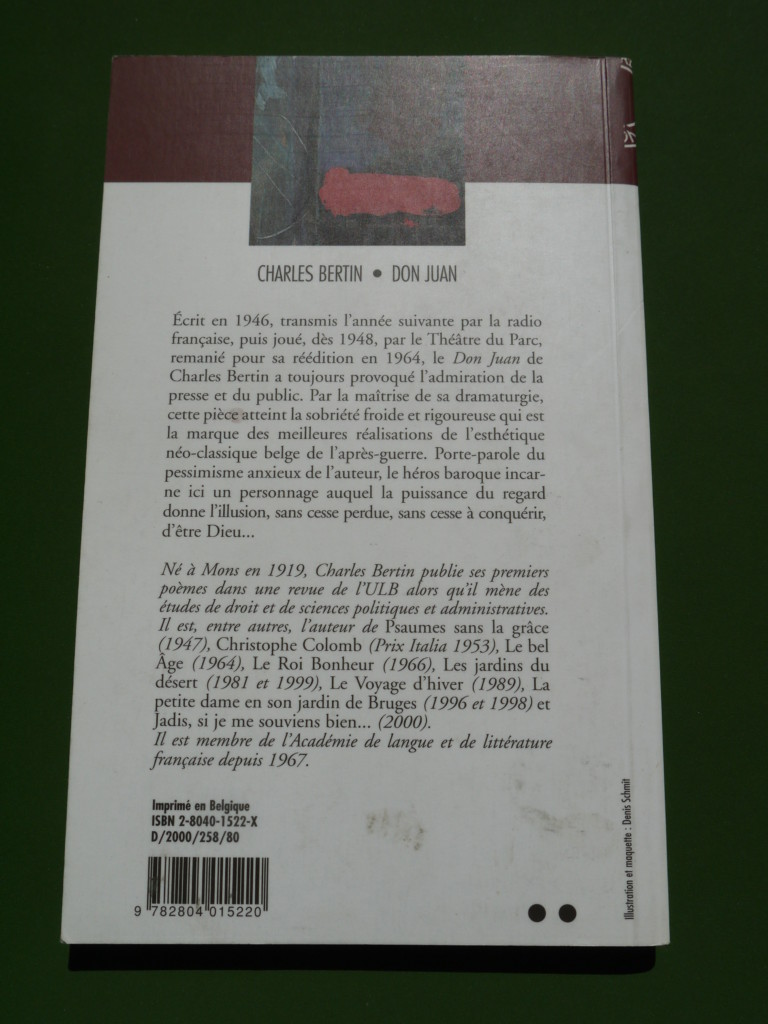 CHARLES BERTIN • DON JUAN
Écrit en 1946, transmis l'année suivante par la radio
française, puis joué, dès 1948, par le Théâtre du Parc,
remanié pour sa réédition en 1964, le Don Juan de
Charles Bertin a toujours provoqué l'admiration de la
presse et du public. Par la maîtrise de sa dramaturgie,
cette pièce atteint la sobriété froide et rigoureuse qui est
la marque des meilleures réalisations de l'esthétique
néo-classique belge de l'après-guerre. Porte-parole du
pessimisme anxieux de l'auteur, le héros baroque incar-
ne ici un personnage auquel la puissance du regard
donne l'illusion, sans cesse perdue, sans cesse à conquérir,
d'être Dieu...
Né à Mons en 1919, Charles Bertin publie ses premiers
poèmes dans une revue de l'ULB alors qu'il mène des
études de droit et de sciences politiques et administratives.
Il est, entre autres, l'auteur de Psaumes sans la grâce
(1947), Christophe Colomb (Prix Italia 1953), Le bel
Âge (1964), Le Roi Bonheur (1966), Les jardins du
désert (1981 et 1999), Le Voyage d'hiver (1989), La
petite dame en son jardin de Bruges (1996 et 1998) et
Jadis, si je me souviens bien... (2000).
Il est membre de l'Académie de langue et de littérature
française depuis 1967.
Imprimé en Belgique
ISBN 2-8040-1522-X
D/2000/258/80
9 782804 015220
Illustration et maquette : Denis Schmit